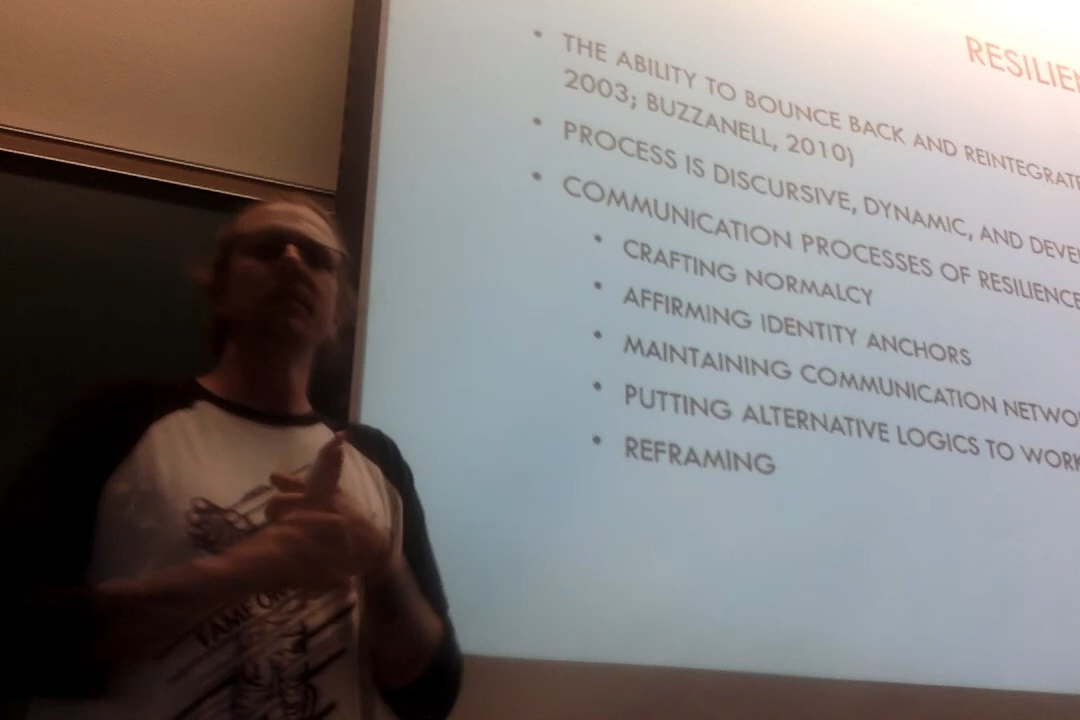 RESILIEN
• THE ABILITY TO BOUNCE BACK AND REINTEGRATE
2003; BUZZANELL, 2010)
• PROCESS IS DISCURSIVE, DYNAMIC, AND DEVE
• COMMUNICATION PROCESSES OF RESILIENCE
• CRAFTING NORMALCY
• AFFIRMING IDENTITY ANCHORS
• MAINTAINING COMMUNICATION NETWO
• PUTTING ALTERNATIVE LOGICS TO WORK
• REFRAMING